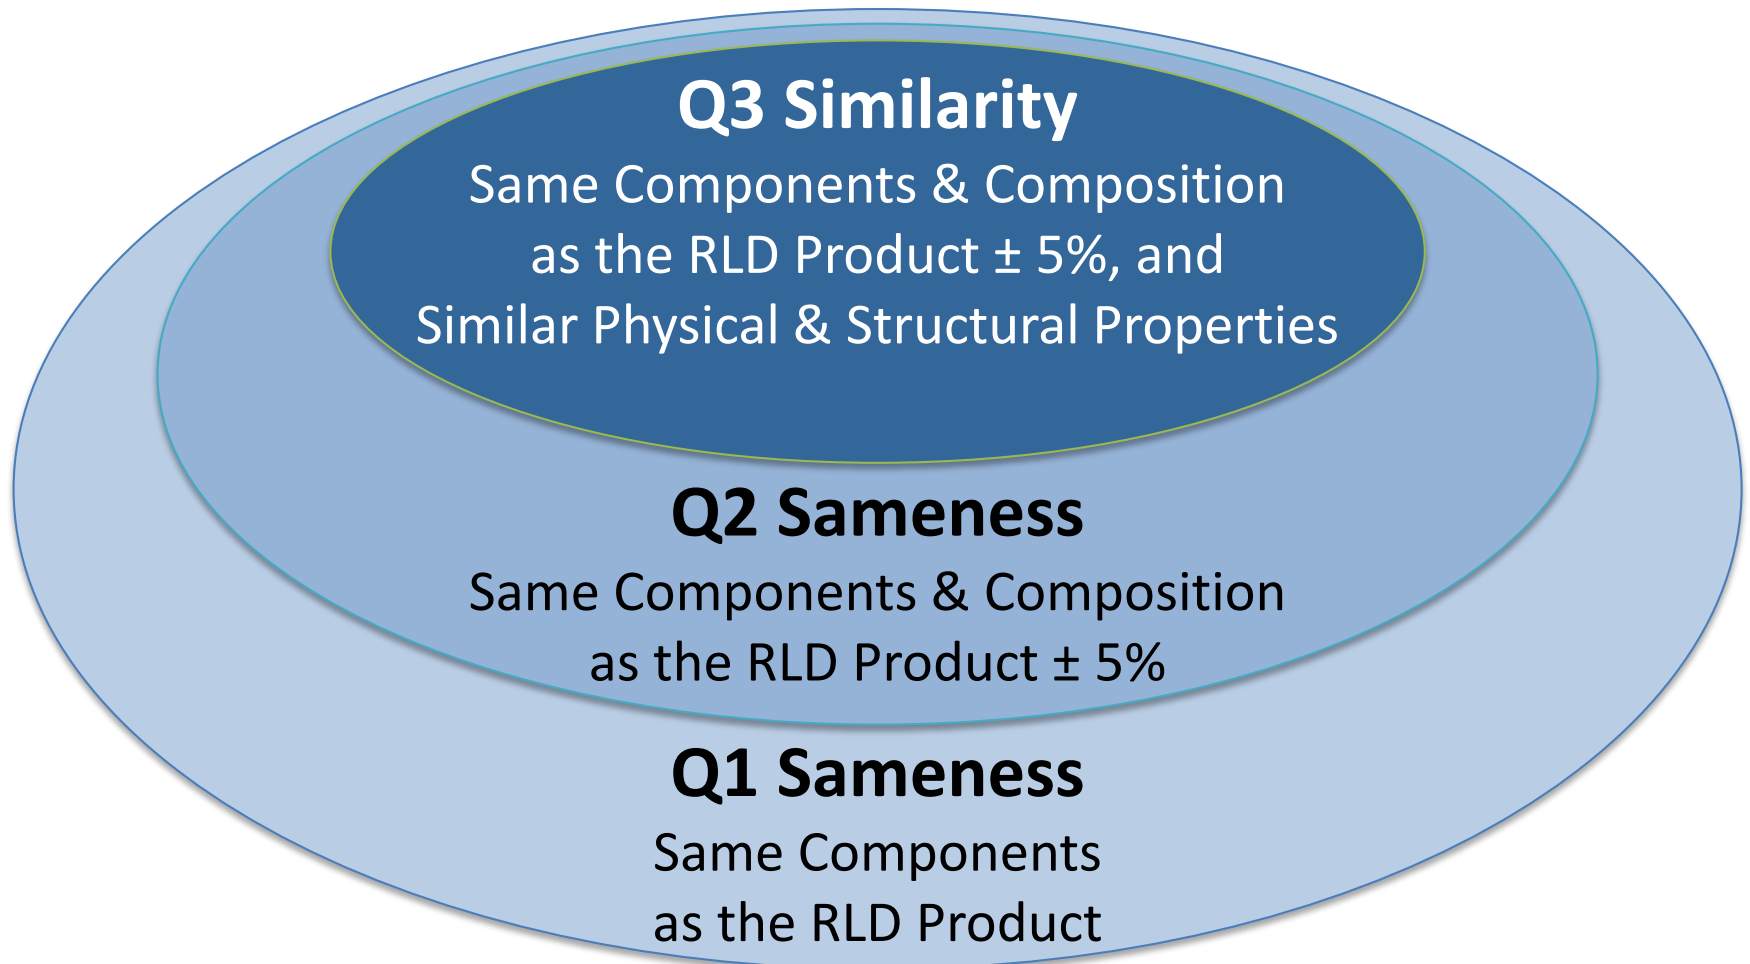 Q3 Similarity
Same Components & Composition
as the RLD Product ± 5%, and
Similar Physical & Structural Properties
Q2 Sameness
Same Components & Composition
as the RLD Product ± 5%
Q1 Sameness
Same Components
as the RLD Product